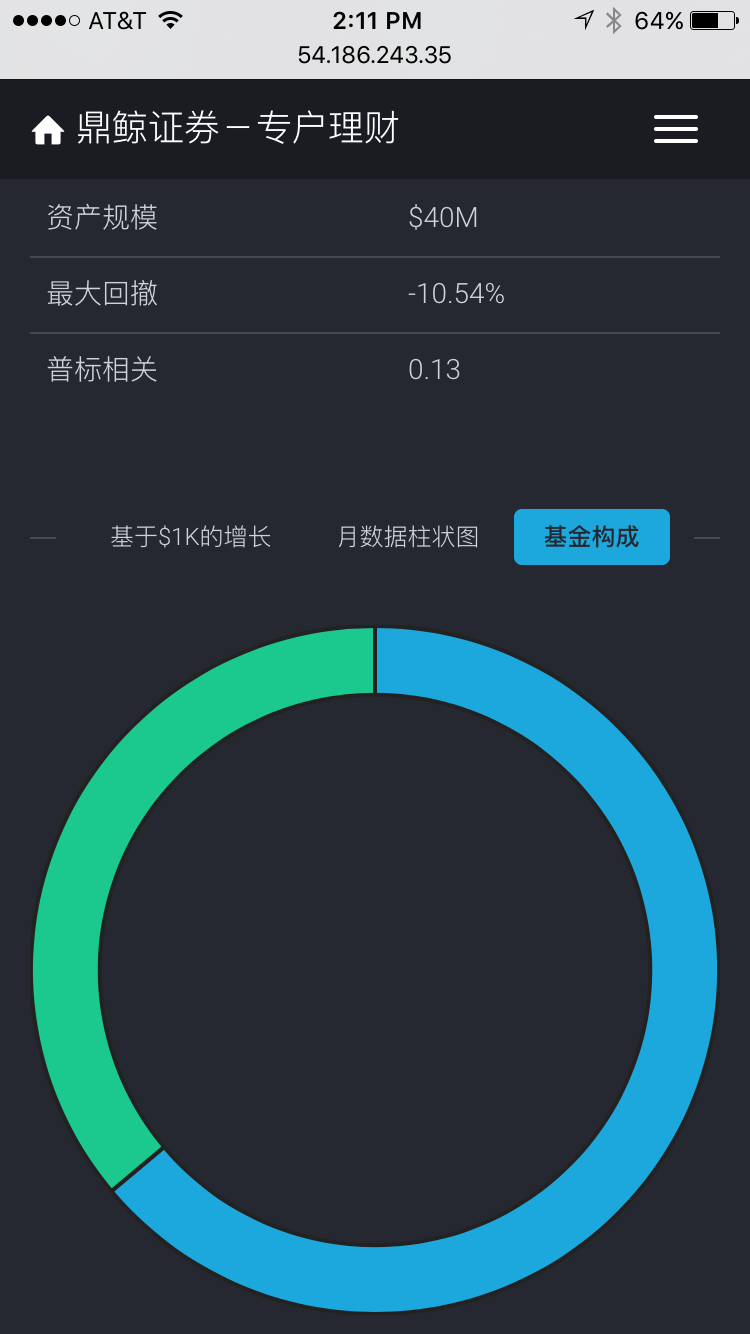 AT&T 2:11 PM 64%
54.186.243.35
鼎鲸证券－专户理财
资产规模 $40M
最大回撤 -10.54%
普标相关 0.13
基于$1K的增长 月数据柱状图 基金构成